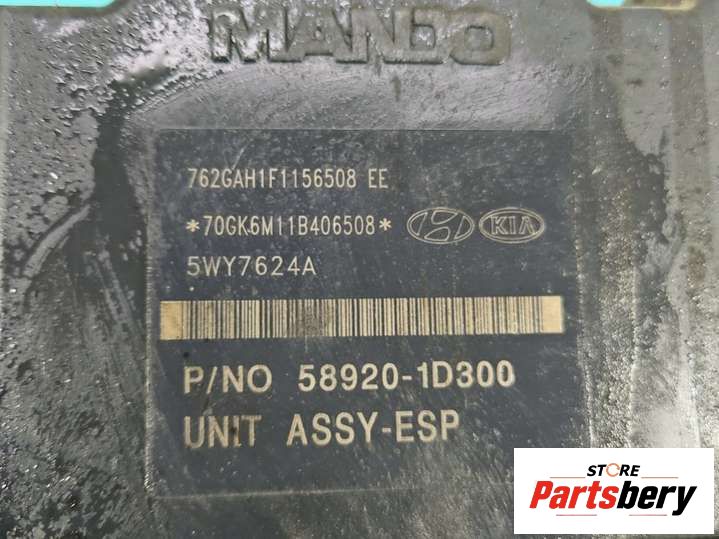 MANDO
762GAH1F1156508 EE
*70GK6M11B406508*
KIA
5WY7624A
P/NO 58920-1D300
UNIT ASSY-ESP
STORE
Partsbery